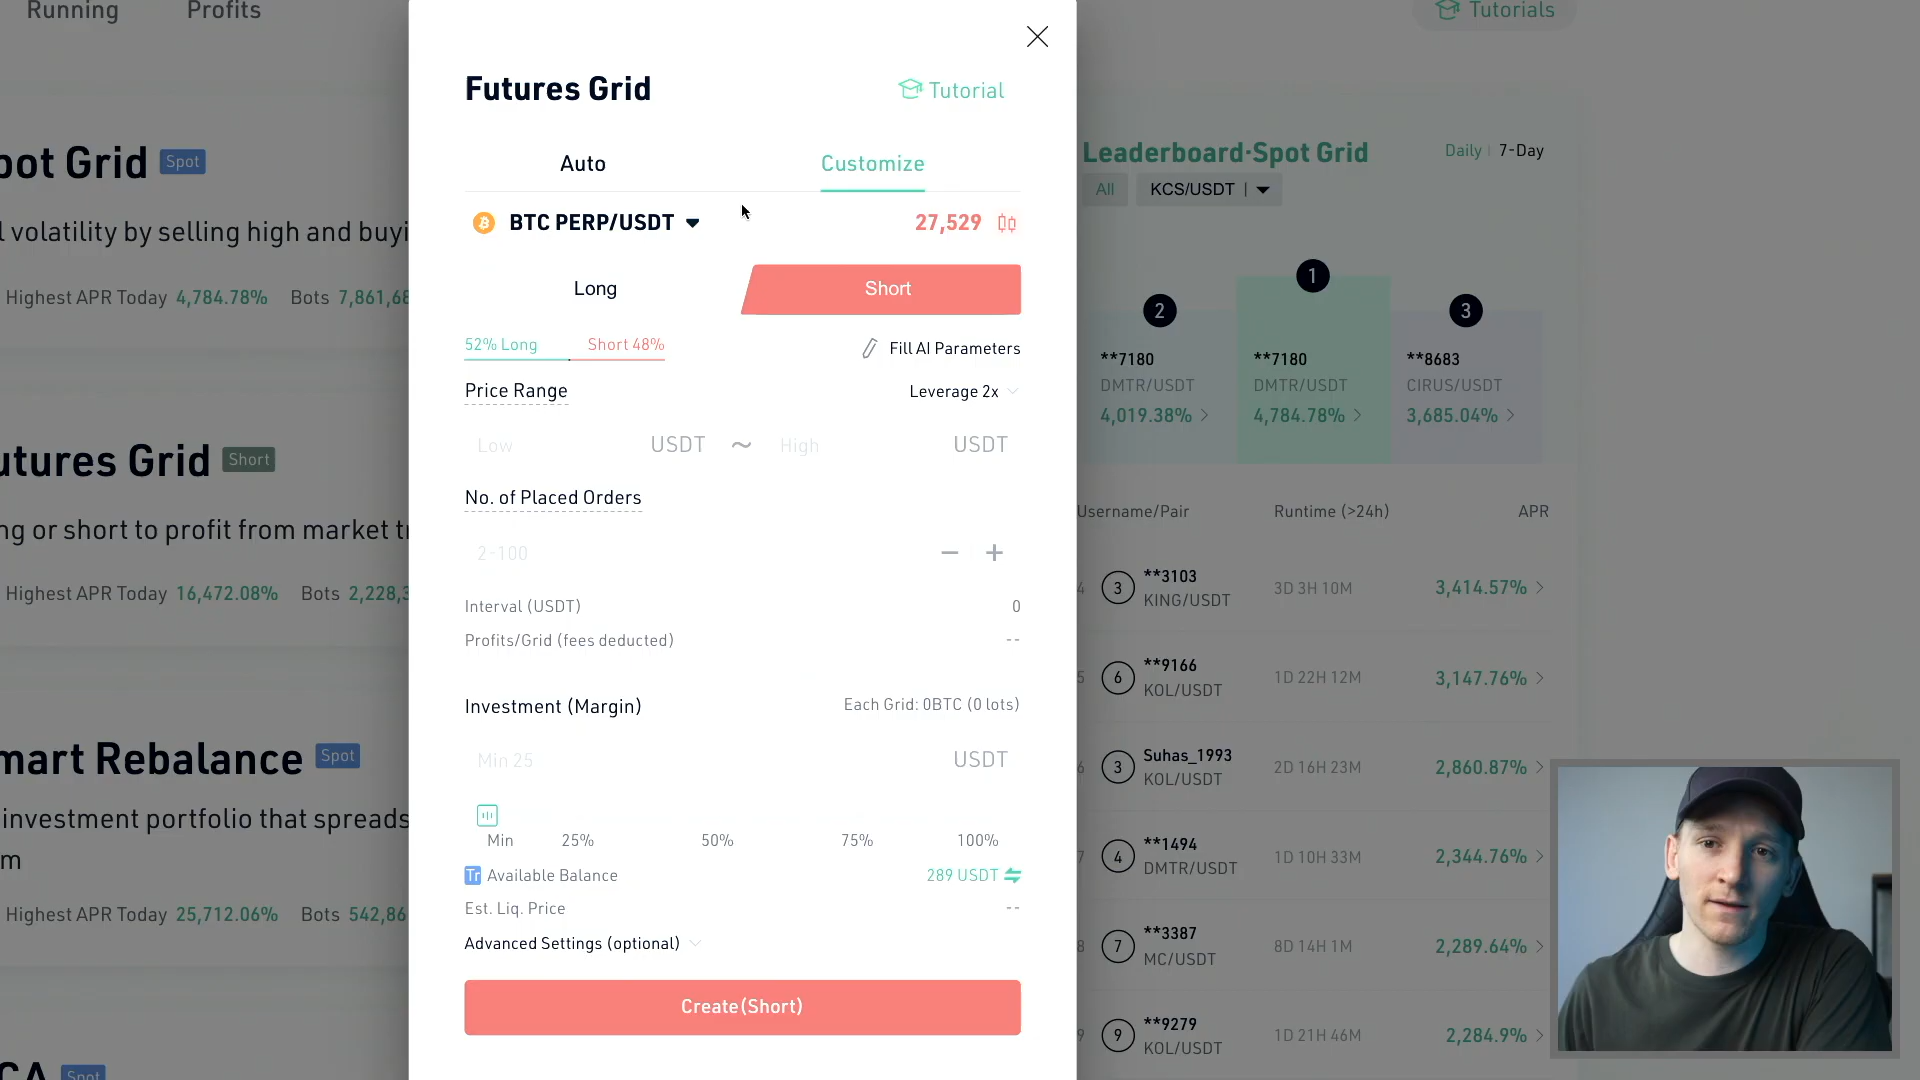 Running
Profits
Tutorials
pot Grid Spot
l volatility by selling high and buyi
Highest APR Today 4,784.78% Bots 7,861,68
utures Grid Short
ng or short to profit from market tr
Highest APR Today 16,472.08% Bots 2,228,3
mart Rebalance Spot
investment portfolio that spreads
m
Highest APR Today 25,712.06% Bots 542,86
CA Spot
Futures Grid
Tutorial
Auto
Customize
BTC PERP/USDT
27,529
Long
Short
52% Long
Short 48%
Fill AI Parameters
Price Range
Leverage 2x
Low USDT ~ High USDT
No. of Placed Orders
2-100 − +
Interval (USDT) 0
Profits/Grid (fees deducted) --
Investment (Margin)
Each Grid: 0BTC (0 lots)
Min 25 USDT
Min 25% 50% 75% 100%
Tr Available Balance 289 USDT
Est. Liq. Price --
Advanced Settings (optional)
Create(Short)
Leaderboard·Spot Grid
Daily | 7-Day
All
KCS/USDT |
1
2
3
**7180
DMTR/USDT
4,019.38% >
**7180
DMTR/USDT
4,784.78% >
**8683
CIRUS/USDT
3,685.04% >
Username/Pair Runtime (>24h) APR
4 3 **3103 3D 3H 10M 3,414.57% >
KING/USDT
5 6 **9166 1D 22H 12M 3,147.76% >
KOL/USDT
6 3 Suhas_1993 2D 16H 23M 2,860.87% >
KOL/USDT
7 4 **1494 1D 10H 33M 2,344.76% >
DMTR/USDT
8 7 **3387 8D 14H 1M 2,289.64% >
MC/USDT
9 9 **9279 1D 21H 46M 2,284.9% >
KOL/USDT